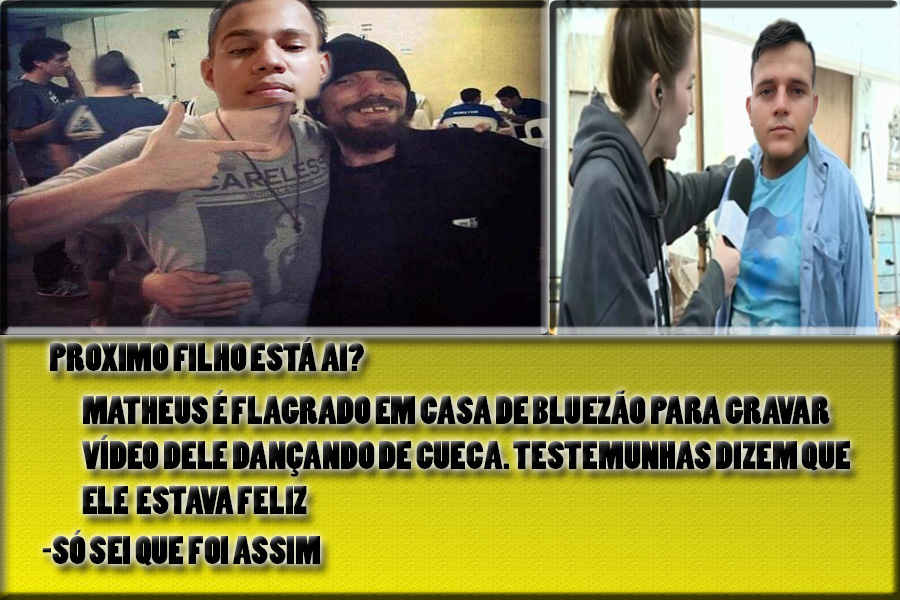 CARELESS
PROXIMO FILHO ESTÁ AI?
MATHEUS É FLAGRADO EM CASA DE BLUEZÃO PARA GRAVAR
VÍDEO DELE DANÇANDO DE CUECA. TESTEMUNHAS DIZEM QUE
ELE ESTAVA FELIZ
-SÓ SEI QUE FOI ASSIM